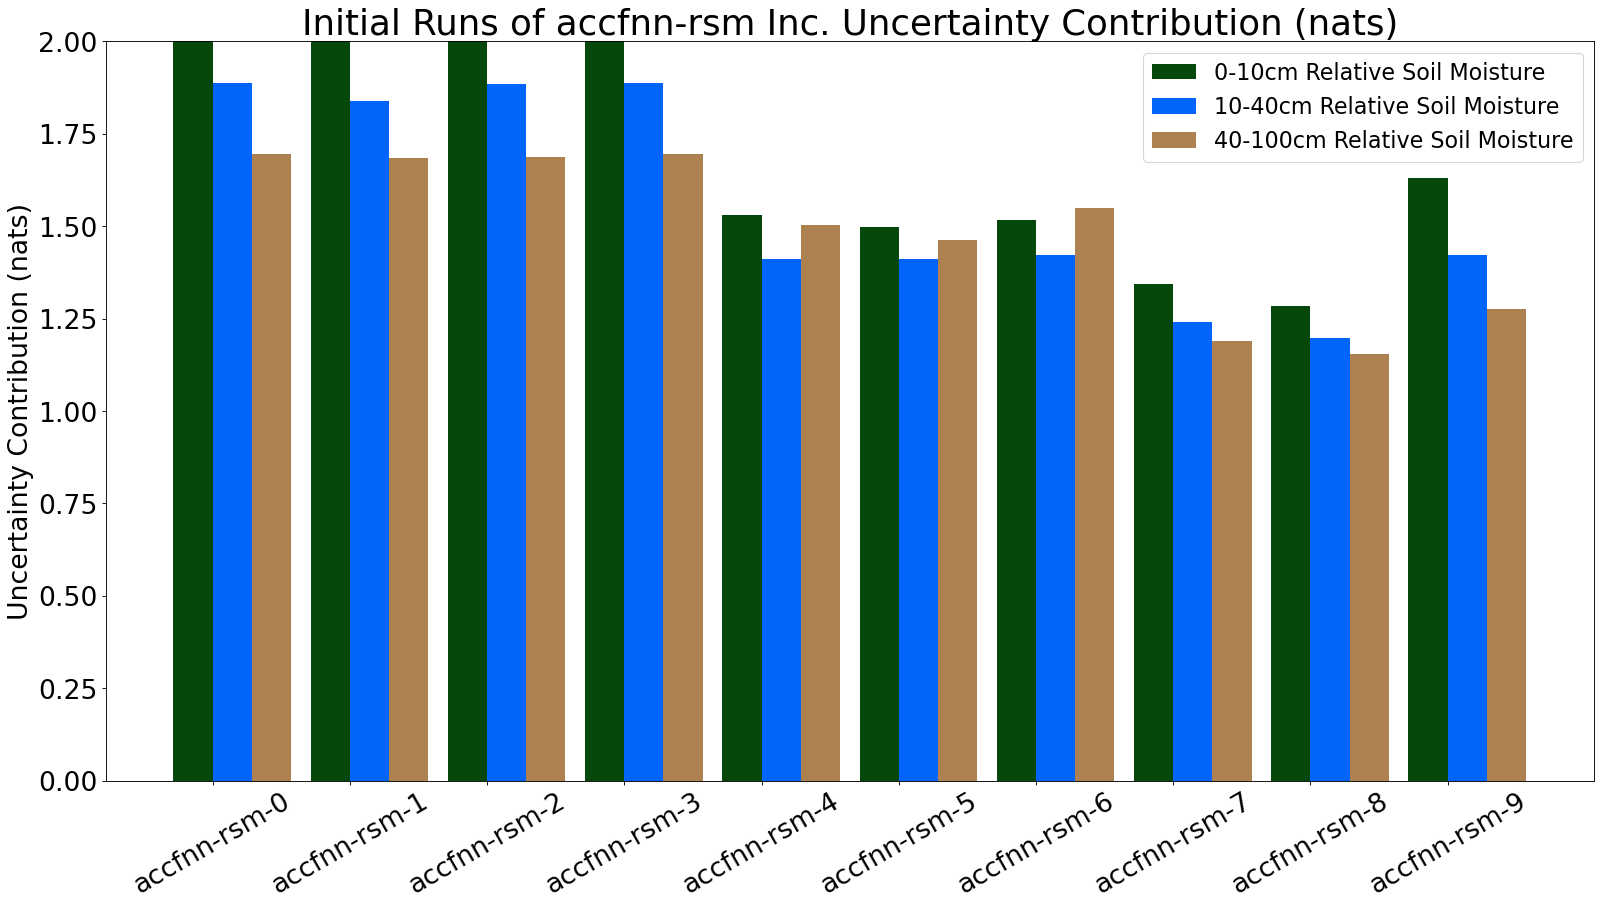 Initial Runs of accfnn-rsm Inc. Uncertainty Contribution (nats)
0-10cm Relative Soil Moisture
10-40cm Relative Soil Moisture
40-100cm Relative Soil Moisture
Uncertainty Contribution (nats)
2.00
1.75
1.50
1.25
1.00
0.75
0.50
0.25
0.00
accfnn-rsm-0
accfnn-rsm-1
accfnn-rsm-2
accfnn-rsm-3
accfnn-rsm-4
accfnn-rsm-5
accfnn-rsm-6
accfnn-rsm-7
accfnn-rsm-8
accfnn-rsm-9